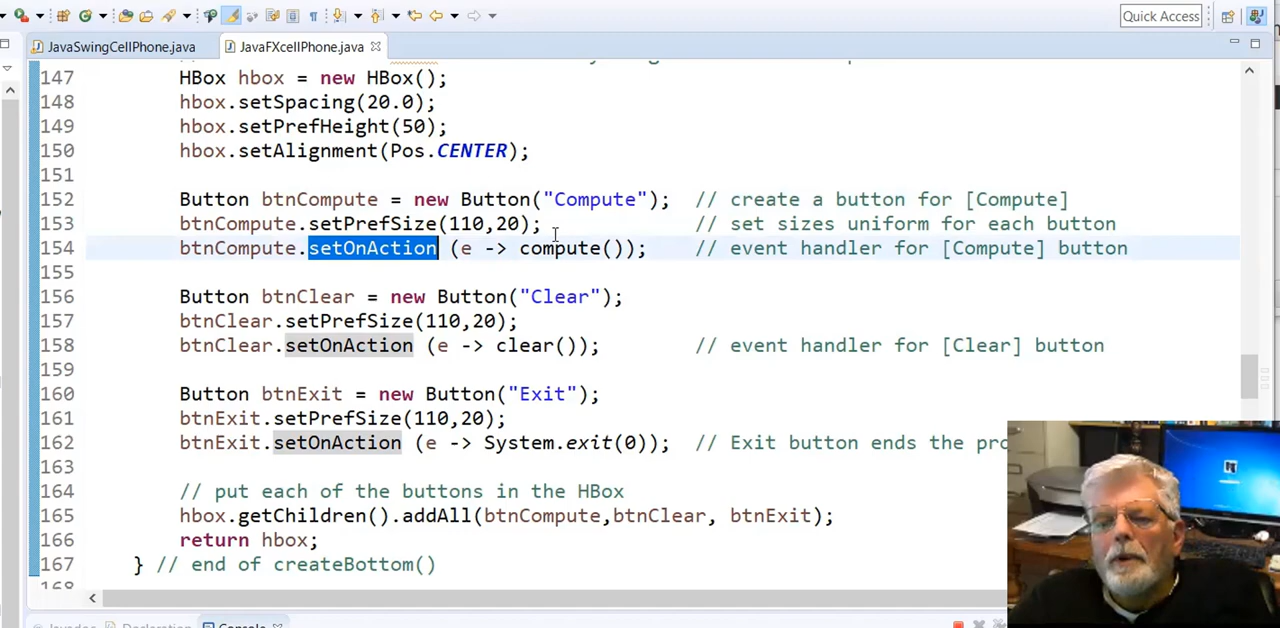 Quick Access
JavaSwingCellPhone.java
JavaFXcellPhone.java
147 HBox hbox = new HBox();
148 hbox.setSpacing(20.0);
149 hbox.setPrefHeight(50);
150 hbox.setAlignment(Pos.CENTER);
151
152 Button btnCompute = new Button("Compute"); // create a button for [Compute]
153 btnCompute.setPrefSize(110,20); // set sizes uniform for each button
154 btnCompute.setOnAction (e -> compute()); // event handler for [Compute] button
155
156 Button btnClear = new Button("Clear");
157 btnClear.setPrefSize(110,20);
158 btnClear.setOnAction (e -> clear()); // event handler for [Clear] button
159
160 Button btnExit = new Button("Exit");
161 btnExit.setPrefSize(110,20);
162 btnExit.setOnAction (e -> System.exit(0)); // Exit button ends the pro
163
164 // put each of the buttons in the HBox
165 hbox.getChildren().addAll(btnCompute,btnClear, btnExit);
166 return hbox;
167 } // end of createBottom()
168
Javadoc Declaration Console